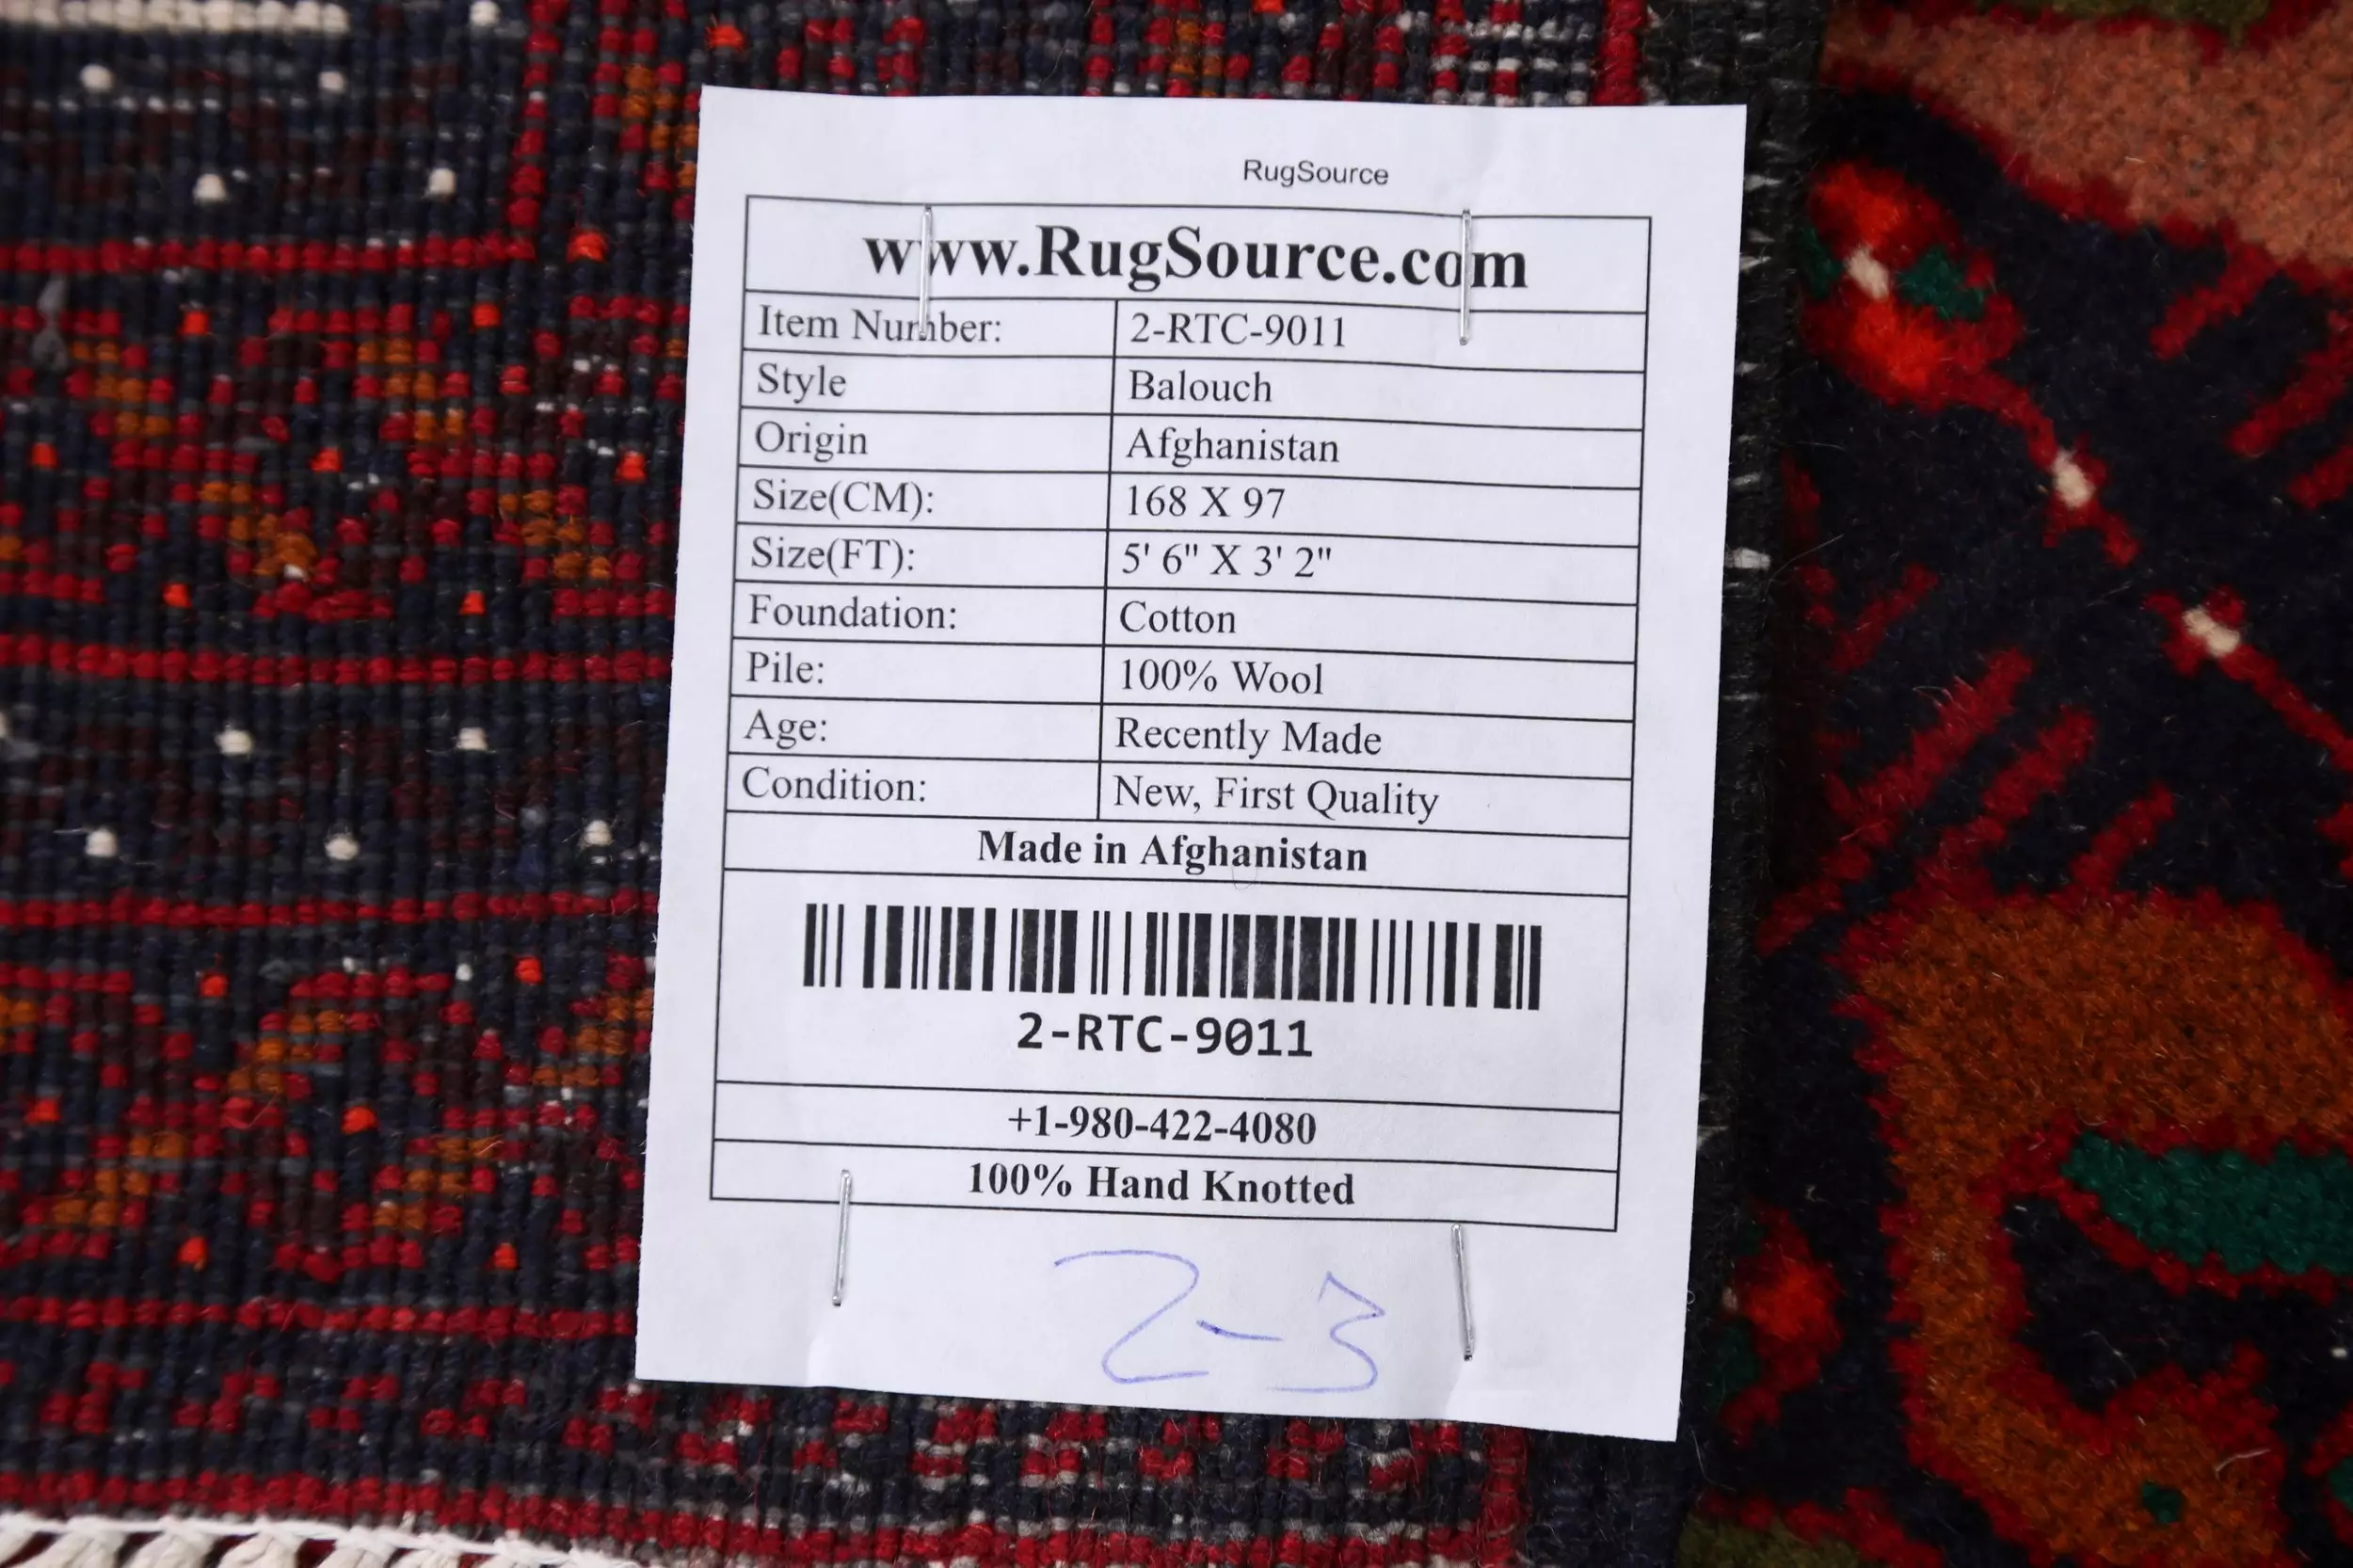 RugSource
www.RugSource.com
Item Number: 2-RTC-9011
Style Balouch
Origin Afghanistan
Size(CM): 168 X 97
Size(FT): 5' 6" X 3' 2"
Foundation: Cotton
Pile: 100% Wool
Age: Recently Made
Condition: New, First Quality
Made in Afghanistan
2-RTC-9011
+1-980-422-4080
100% Hand Knotted
2-3